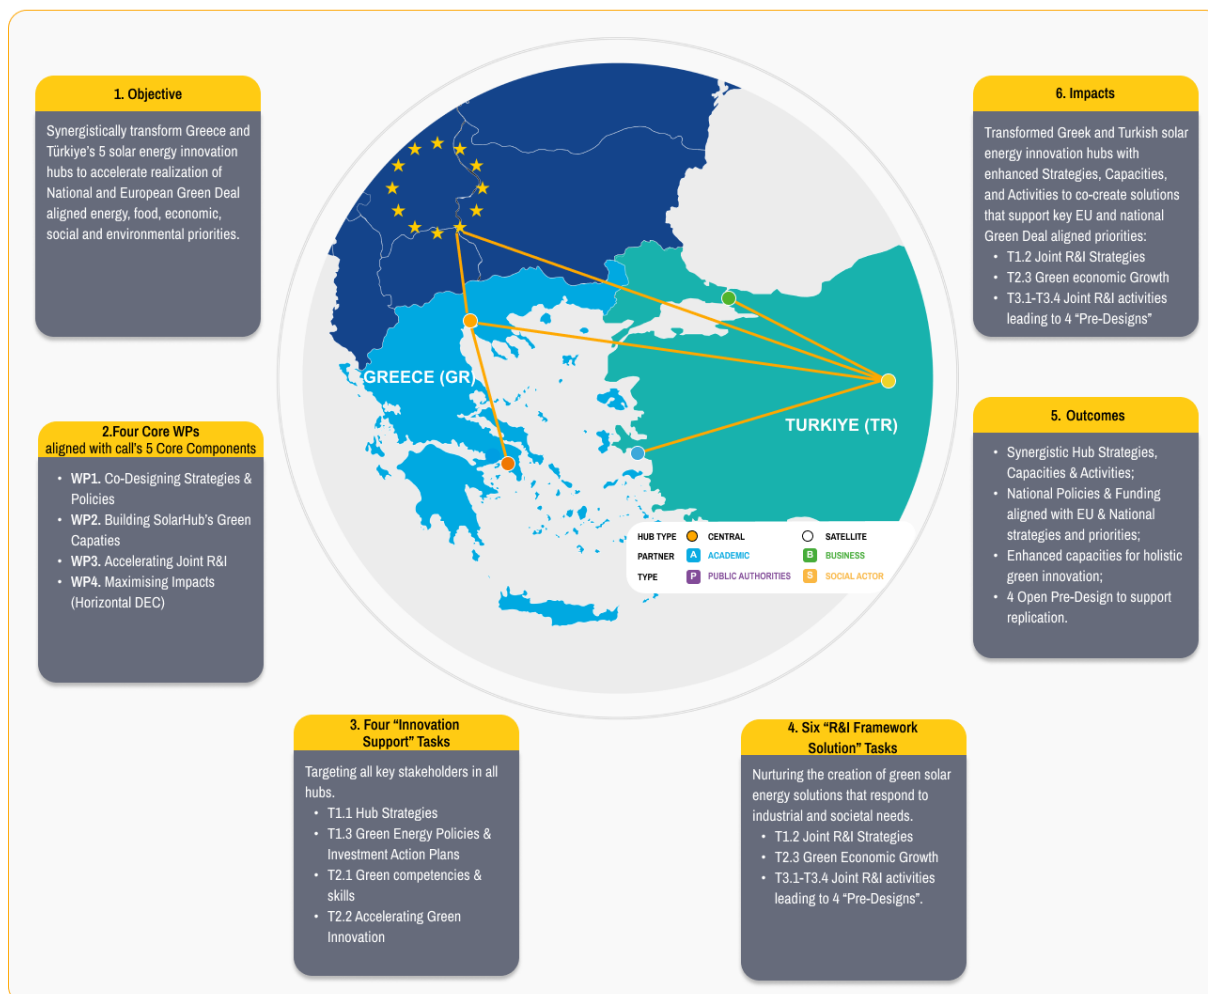 1. Objective
Synergistically transform Greece and
Türkiye's 5 solar energy innovation
hubs to accelerate realization of
National and European Green Deal
aligned energy, food, economic,
social and environmental priorities.
2.Four Core WPs
aligned with call's 5 Core Components
• WP1. Co-Designing Strategies &
Policies
• WP2. Building SolarHub's Green
Capaties
• WP3. Accelerating Joint R&I
• WP4. Maximising Impacts
(Horizontal DEC)
3. Four “Innovation
Support” Tasks
Targeting all key stakeholders in all
hubs.
• T1.1 Hub Strategies
• T1.3 Green Energy Policies &
Investment Action Plans
• T2.1 Green competencies &
skills
• T2.2 Accelerating Green
Innovation
4. Six “R&I Framework
Solution” Tasks
Nurturing the creation of green solar
energy solutions that respond to
industrial and societal needs.
• T1.2 Joint R&I Strategies
• T2.3 Green Economic Growth
• T3.1-T3.4 Joint R&I activities
leading to 4 “Pre-Designs”.
5. Outcomes
• Synergistic Hub Strategies,
Capacities & Activities;
• National Policies & Funding
aligned with EU & National
strategies and priorities;
• Enhanced capacities for holistic
green innovation;
• 4 Open Pre-Design to support
replication.
6. Impacts
Transformed Greek and Turkish solar
energy innovation hubs with
enhanced Strategies, Capacities,
and Activities to co-create solutions
that support key EU and national
Green Deal aligned priorities:
• T1.2 Joint R&I Strategies
• T2.3 Green economic Growth
• T3.1-T3.4 Joint R&I activities
leading to 4 “Pre-Designs”
GREECE (GR)
TURKIYE (TR)
HUB TYPE CENTRAL SATELLITE
PARTNER A ACADEMIC B BUSINESS
TYPE P PUBLIC AUTHORITIES S SOCIAL ACTOR